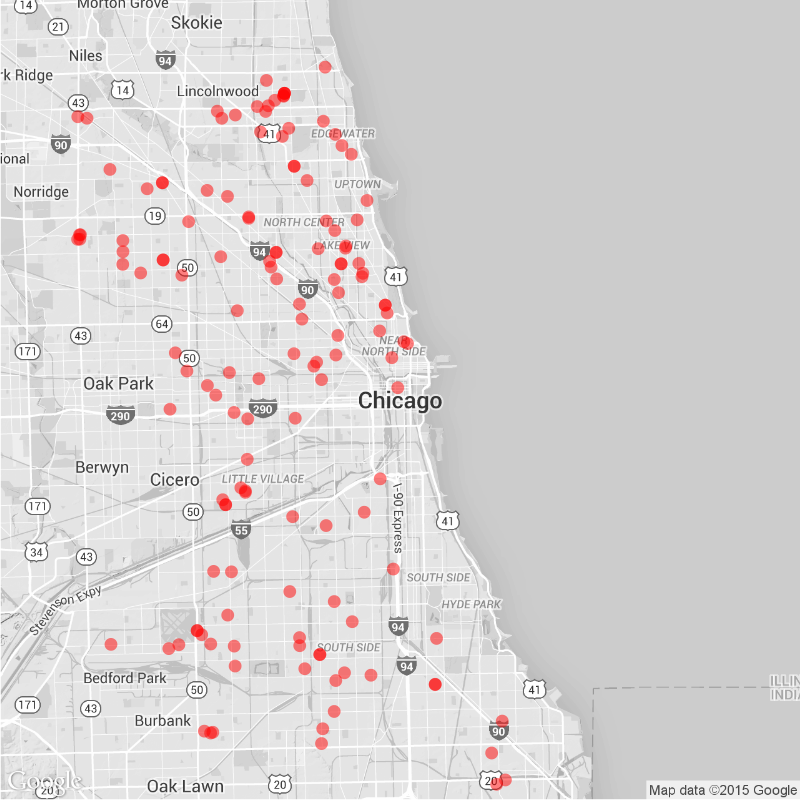 Morton Grove
14
21
Skokie
Niles
94
rk Ridge
14
Lincolnwood
43
41
EDGEWATER
90
ional
Norridge
UPTOWN
19
NORTH CENTER
94
LAKE VIEW
50
41
90
64
43
171
50
NEAR
NORTH SIDE
Oak Park
290
290
Chicago
Berwyn
Cicero
LITTLE VILLAGE
171
50
I-90 Express
41
55
34
43
SOUTH SIDE
Stevenson Expy
HYDE PARK
94
SOUTH SIDE
94
Bedford Park
50
41
ILLIN
INDIA
171
43
Burbank
90
Google
20
Oak Lawn
20
20
Map data ©2015 Google